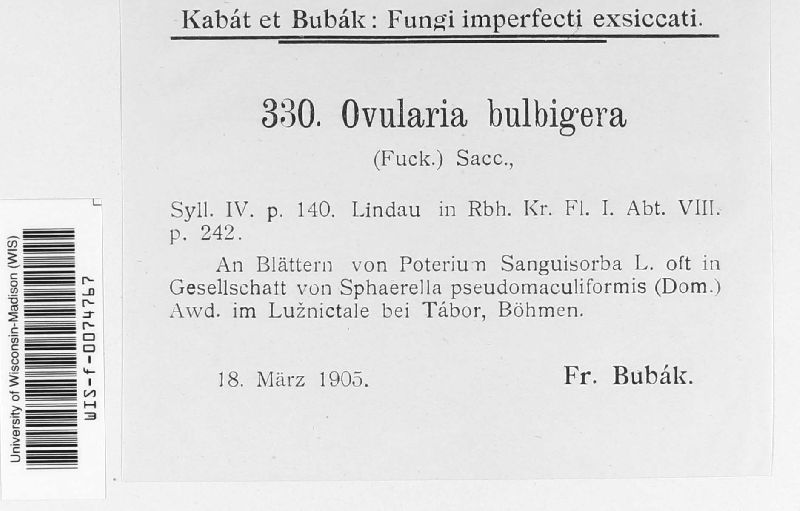 Kabát et Bubák: Fungi imperfecti exsiccati.
330. Ovularia bulbigera
(Fuck.) Sacc.,
Syll. IV. p. 140. Lindau in Rbh. Kr. Fl. I. Abt. VIII.
p. 242.
An Blättern von Poterium Sanguisorba L. oft in
Gesellschaft von Sphaerella pseudomaculiformis (Dom.)
Awd. im Lužnictale bei Tábor, Böhmen.
18. März 1905.
Fr. Bubák.
University of Wisconsin-Madison (WIS)
WIS-f-0074767